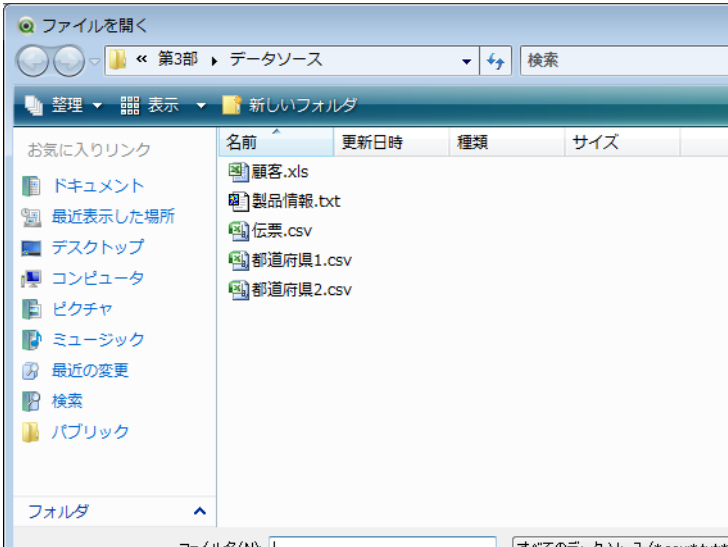 ファイルを開く
« 第3部 ▸ データソース
検索
整理 表示 新しいフォルダ
お気に入りリンク
ドキュメント
最近表示した場所
デスクトップ
コンピュータ
ピクチャ
ミュージック
最近の変更
検索
パブリック
フォルダ
名前 更新日時 種類 サイズ
顧客.xls
製品情報.txt
伝票.csv
都道府県1.csv
都道府県2.csv